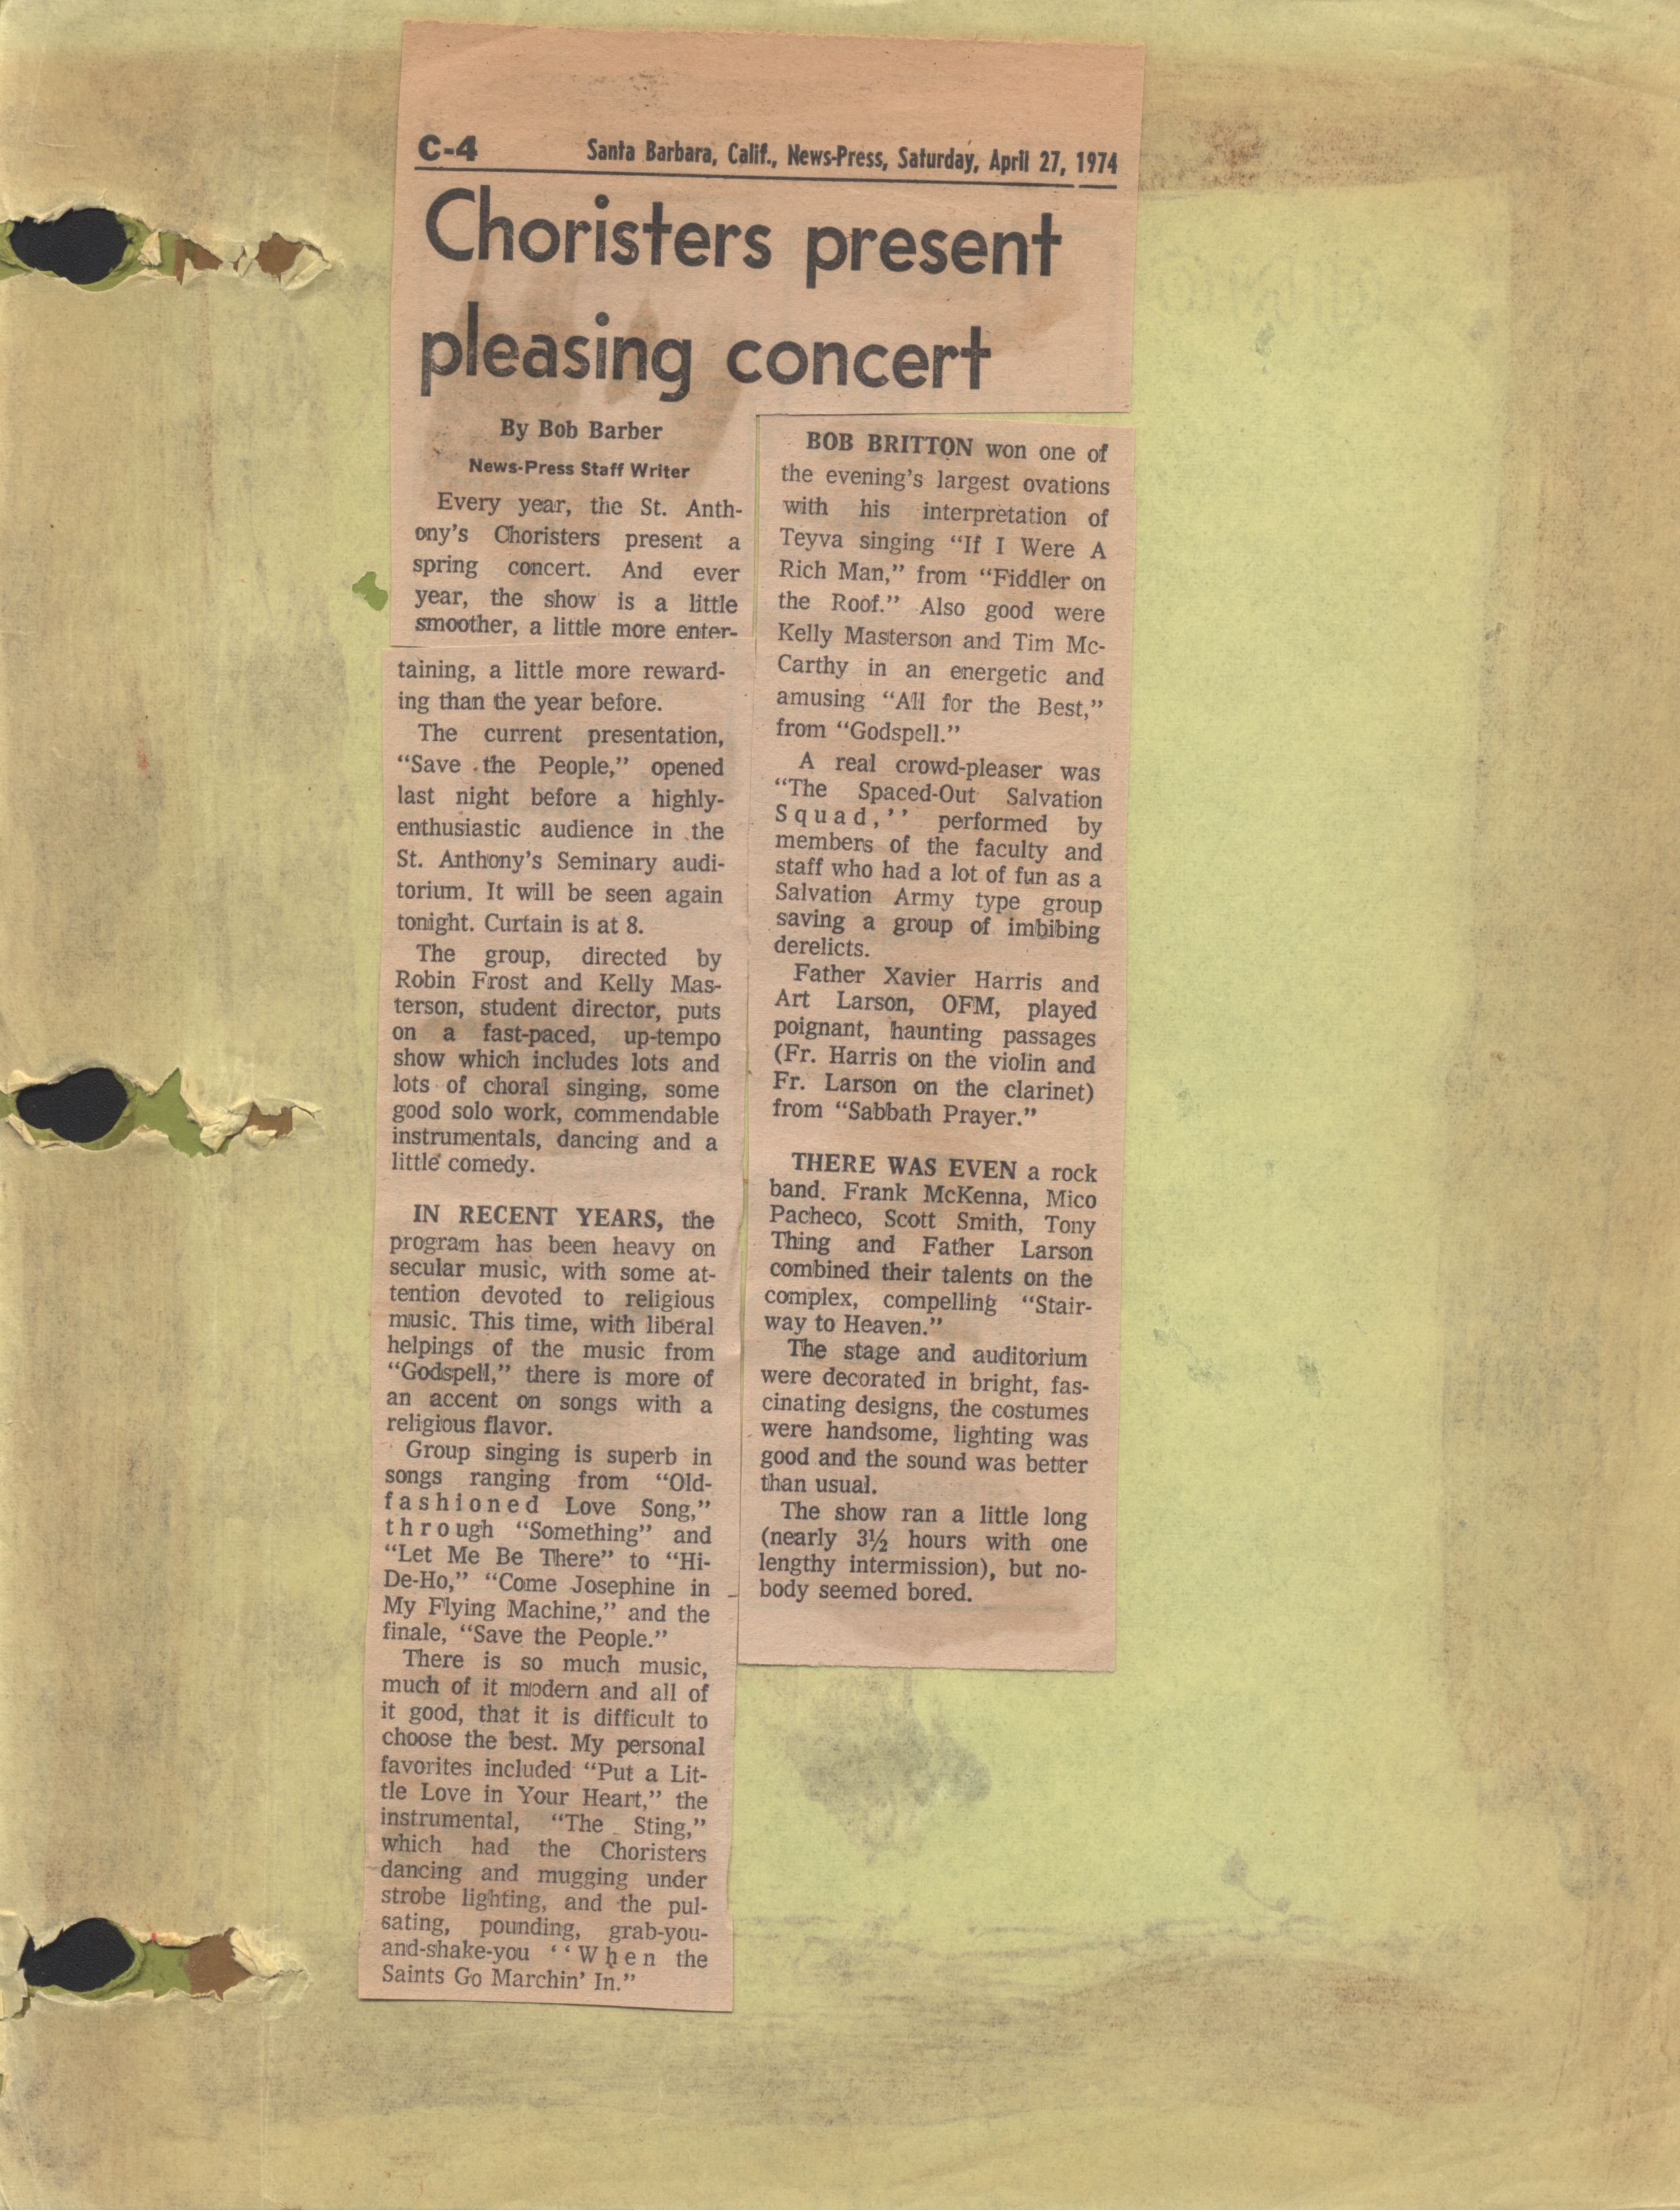 C-4 Santa Barbara, Calif., News-Press, Saturday, April 27, 1974
Choristers present
pleasing concert
By Bob Barber
News-Press Staff Writer
Every year, the St. Anth-
ony's Choristers present a
spring concert. And ever
year, the show is a little
smoother, a little more enter-
taining, a little more reward-
ing than the year before.
The current presentation,
“Save the People,” opened
last night before a highly-
enthusiastic audience in the
St. Anthony's Seminary audi-
torium. It will be seen again
tonight. Curtain is at 8.
The group, directed by
Robin Frost and Kelly Mas-
terson, student director, puts
on a fast-paced, up-tempo
show which includes lots and
lots of choral singing, some
good solo work, commendable
instrumentals, dancing and a
little comedy.
IN RECENT YEARS, the
program has been heavy on
secular music, with some at-
tention devoted to religious
music. This time, with liberal
helpings of the music from
“Godspell,” there is more of
an accent on songs with a
religious flavor.
Group singing is superb in
songs ranging from “Old-
fashioned Love Song,”
through “Something” and
“Let Me Be There” to “Hi-
De-Ho,” “Come Josephine in
My Flying Machine,” and the
finale, “Save the People.”
There is so much music,
much of it modern and all of
it good, that it is difficult to
choose the best. My personal
favorites included “Put a Lit-
tle Love in Your Heart,” the
instrumental, “The Sting,”
which had the Choristers
dancing and mugging under
strobe lighting, and the pul-
sating, pounding, grab-you-
and-shake-you ‘‘When the
Saints Go Marchin' In.”
BOB BRITTON won one of
the evening's largest ovations
with his interpretation of
Teyva singing “If I Were A
Rich Man,” from “Fiddler on
the Roof.” Also good were
Kelly Masterson and Tim Mc-
Carthy in an energetic and
amusing “All for the Best,”
from “Godspell.”
A real crowd-pleaser was
“The Spaced-Out Salvation
Squad,’’ performed by
members of the faculty and
staff who had a lot of fun as a
Salvation Army type group
saving a group of imbibing
derelicts.
Father Xavier Harris and
Art Larson, OFM, played
poignant, haunting passages
(Fr. Harris on the violin and
Fr. Larson on the clarinet)
from “Sabbath Prayer.”
THERE WAS EVEN a rock
band. Frank McKenna, Mico
Pacheco, Scott Smith, Tony
Thing and Father Larson
combined their talents on the
complex, compelling “Stair-
way to Heaven.”
The stage and auditorium
were decorated in bright, fas-
cinating designs, the costumes
were handsome, lighting was
good and the sound was better
than usual.
The show ran a little long
(nearly 3½ hours with one
lengthy intermission), but no-
body seemed bored.